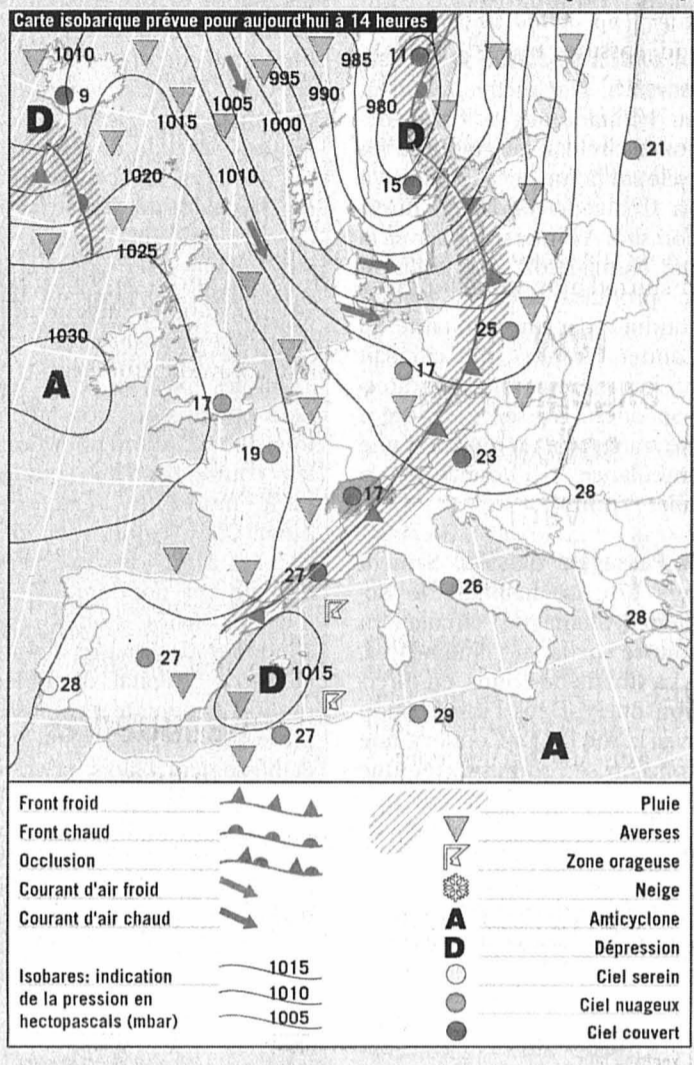 Carte isobarique prévue pour aujourd'hui à 14 heures
1010
985
11
995
9
990
1005
980
D
1015
1000
D
21
1020
1010
15
1025
1030
25
A
17
17
19
23
17
28
27
26
28
27
D
1015
28
27
29
A
Front froid
Front chaud
Occlusion
Courant d'air froid
Courant d'air chaud
Isobares: indication
de la pression en
hectopascals (mbar)
1015
1010
1005
Pluie
Averses
Zone orageuse
Neige
A Anticyclone
D Dépression
Ciel serein
Ciel nuageux
Ciel couvert